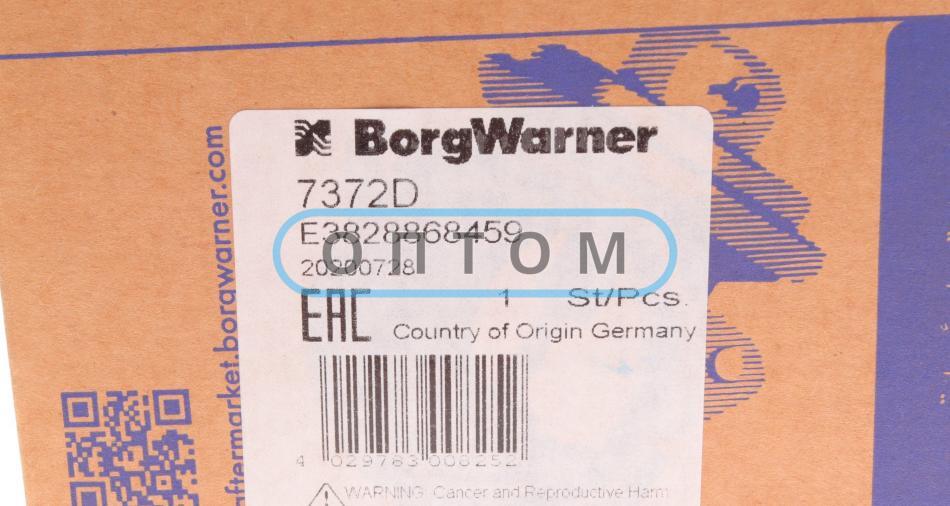 BorgWarner
7372D
E3828868459
20200728
ОПТОМ
EAC
1 St/Pcs.
Country of Origin Germany
4 029783 008252
WARNING: Cancer and Reproductive Harm
aftermarket.borgwarner.com